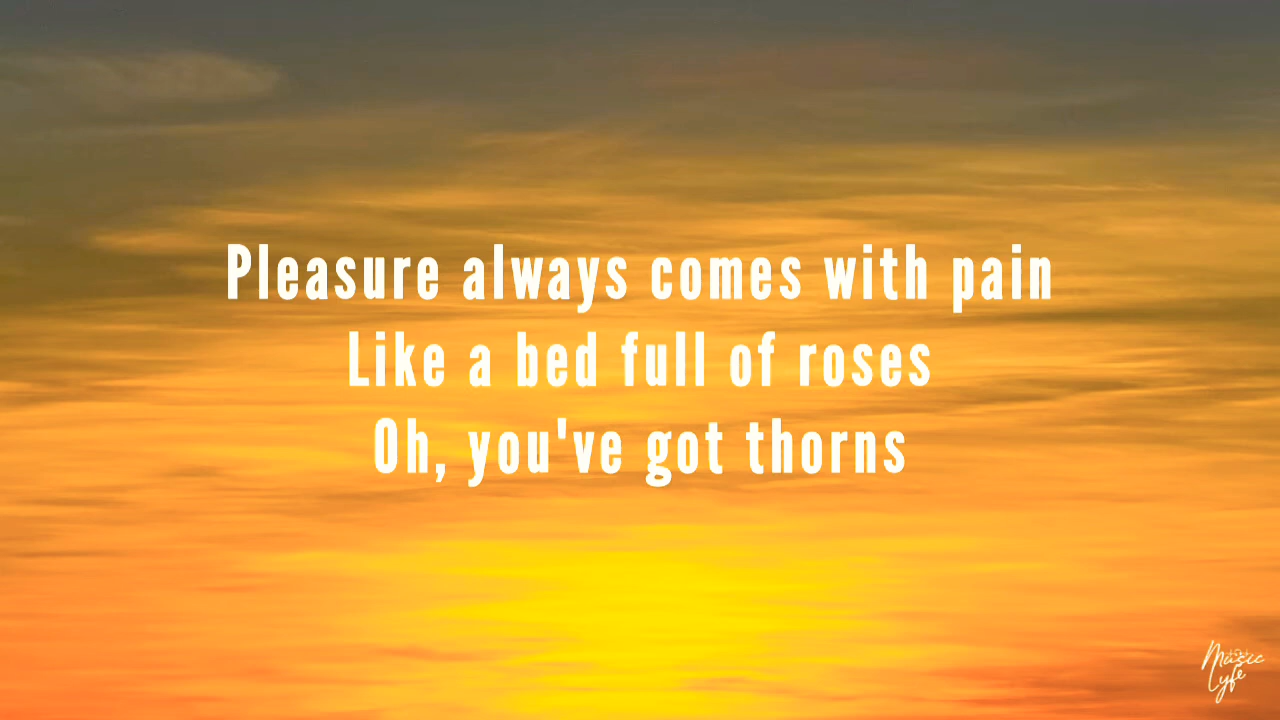 Pleasure always comes with pain
Like a bed full of roses
Oh, you've got thorns
Music
Lyfe